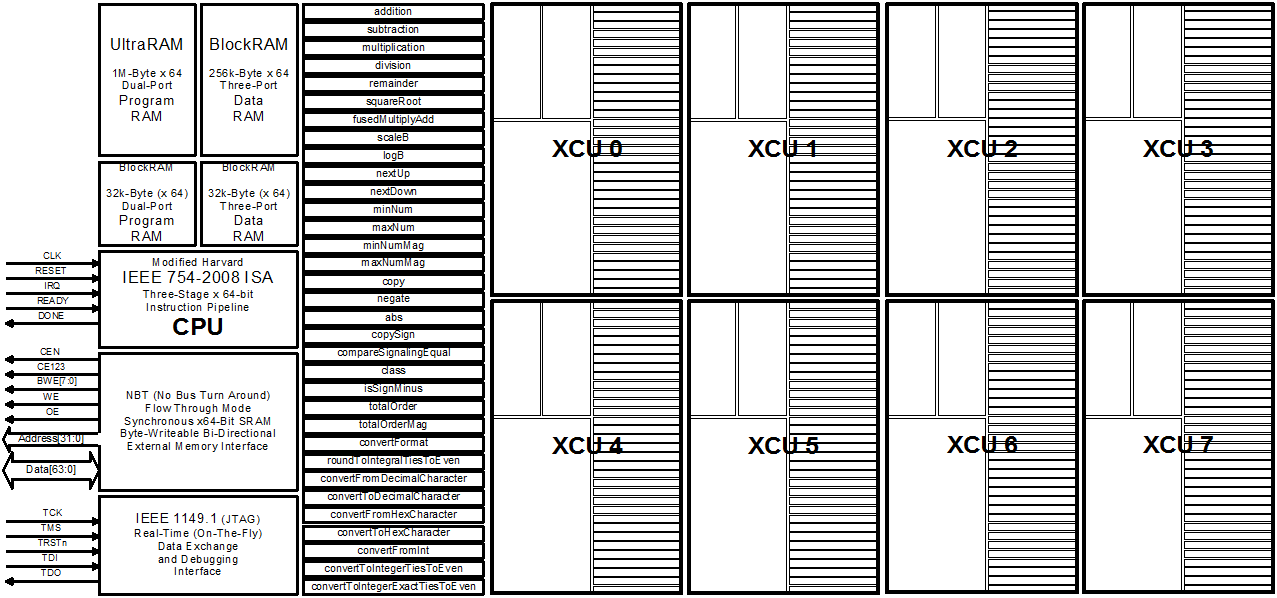 UltraRAM
1M-Byte x 64
Dual-Port
Program
RAM
BlockRAM
256k-Byte x 64
Three-Port
Data
RAM
BlockRAM
32k-Byte (x 64)
Dual-Port
Program
RAM
BlockRAM
32k-Byte (x 64)
Three-Port
Data
RAM
CLK
RESET
IRQ
READY
DONE
Modified Harvard
IEEE 754-2008 ISA
Three-Stage x 64-bit
Instruction Pipeline
CPU
CEN
CE123
BWE[7:0]
WE
OE
Address[31:0]
Data[63:0]
NBT (No Bus Turn Around)
Flow Through Mode
Synchronous x64-Bit SRAM
Byte-Writeable Bi-Directional
External Memory Interface
TCK
TMS
TRSTn
TDI
TDO
IEEE 1149.1 (JTAG)
Real-Time (On-The-Fly)
Data Exchange
and Debugging
Interface
addition
subtraction
multiplication
division
remainder
squareRoot
fusedMultiplyAdd
scaleB
logB
nextUp
nextDown
minNum
maxNum
minNumMag
maxNumMag
copy
negate
abs
copySign
compareSignalingEqual
class
isSignMinus
totalOrder
totalOrderMag
convertFormat
roundToIntegralTiesToEven
convertFromDecimalCharacter
convertToDecimalCharacter
convertFromHexCharacter
convertToHexCharacter
convertFromInt
convertToIntegerTiesToEven
convertToIntegerExactTiesToEven
XCU 0
XCU 1
XCU 2
XCU 3
XCU 4
XCU 5
XCU 6
XCU 7